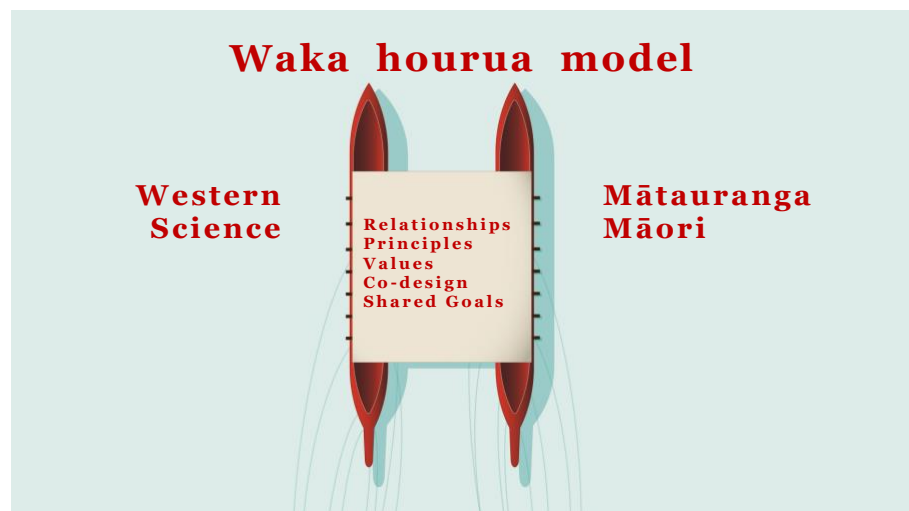 Waka hourua model
Western
Science
Relationships
Principles
Values
Co-design
Shared Goals
Mātauranga
Māori